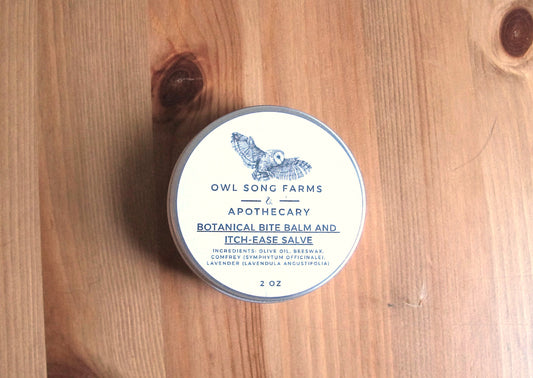 OWL SONG FARMS
&
APOTHECARY
BOTANICAL BITE BALM AND
ITCH-EASE SALVE
INGREDIENTS: OLIVE OIL, BEESWAX,
COMFREY (SYMPHYTUM OFFICINALE),
LAVENDER (LAVENDULA ANGUSTIFOLIA)
2 OZ